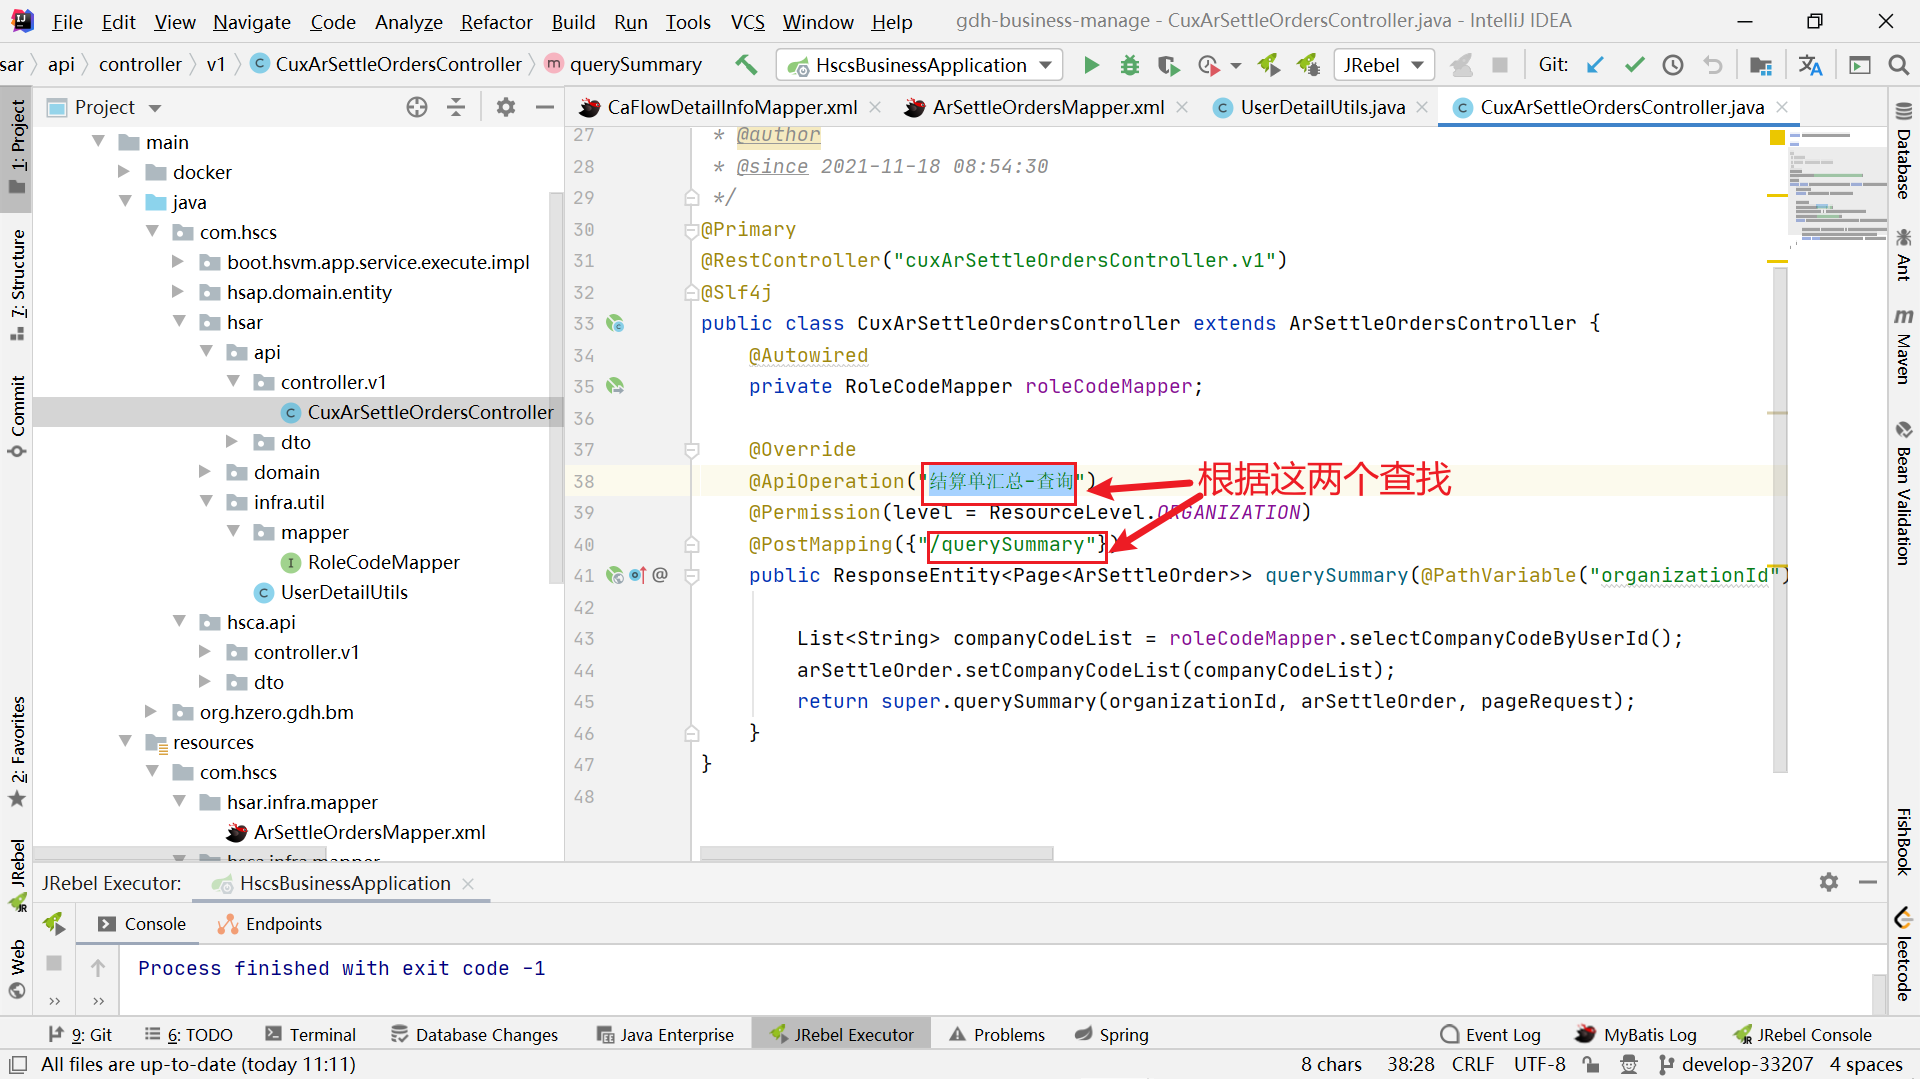 File Edit View Navigate Code Analyze Refactor Build Run Tools VCS Window Help gdh-business-manage - CuxArSettleOrdersController.java - IntelliJ IDEA
sar api controller v1 CuxArSettleOrdersController querySummary HscsBusinessApplication JRebel Git:
Project
CaFlowDetailInfoMapper.xml ArSettleOrdersMapper.xml UserDetailUtils.java CuxArSettleOrdersController.java
1: Project
7: Structure
Commit
2: Favorites
JRebel
Web
main
docker
java
com.hscs
boot.hsvm.app.service.execute.impl
hsap.domain.entity
hsar
api
controller.v1
CuxArSettleOrdersController
dto
domain
infra.util
mapper
RoleCodeMapper
UserDetailUtils
hsca.api
controller.v1
dto
org.hzero.gdh.bm
resources
com.hscs
hsar.infra.mapper
ArSettleOrdersMapper.xml
hsca.infra.mapper
27 * @author
28 * @since 2021-11-18 08:54:30
29 */
30 @Primary
31 @RestController("cuxArSettleOrdersController.v1")
32 @Slf4j
33 public class CuxArSettleOrdersController extends ArSettleOrdersController {
34 @Autowired
35 private RoleCodeMapper roleCodeMapper;
36
37 @Override
38 @ApiOperation("结算单汇总-查询")
根据这两个查找
39 @Permission(level = ResourceLevel.ORGANIZATION)
40 @PostMapping({"/querySummary"})
41 public ResponseEntity<Page<ArSettleOrder>> querySummary(@PathVariable("organizationId")
42
43 List<String> companyCodeList = roleCodeMapper.selectCompanyCodeByUserId();
44 arSettleOrder.setCompanyCodeList(companyCodeList);
45 return super.querySummary(organizationId, arSettleOrder, pageRequest);
46 }
47 }
48
Database
Ant
Maven
Bean Validation
FishBook
leetcode
JRebel Executor: HscsBusinessApplication
Console Endpoints
Process finished with exit code -1
9: Git 6: TODO Terminal Database Changes Java Enterprise JRebel Executor Problems Spring Event Log MyBatis Log JRebel Console
All files are up-to-date (today 11:11) 8 chars 38:28 CRLF UTF-8 develop-33207 4 spaces